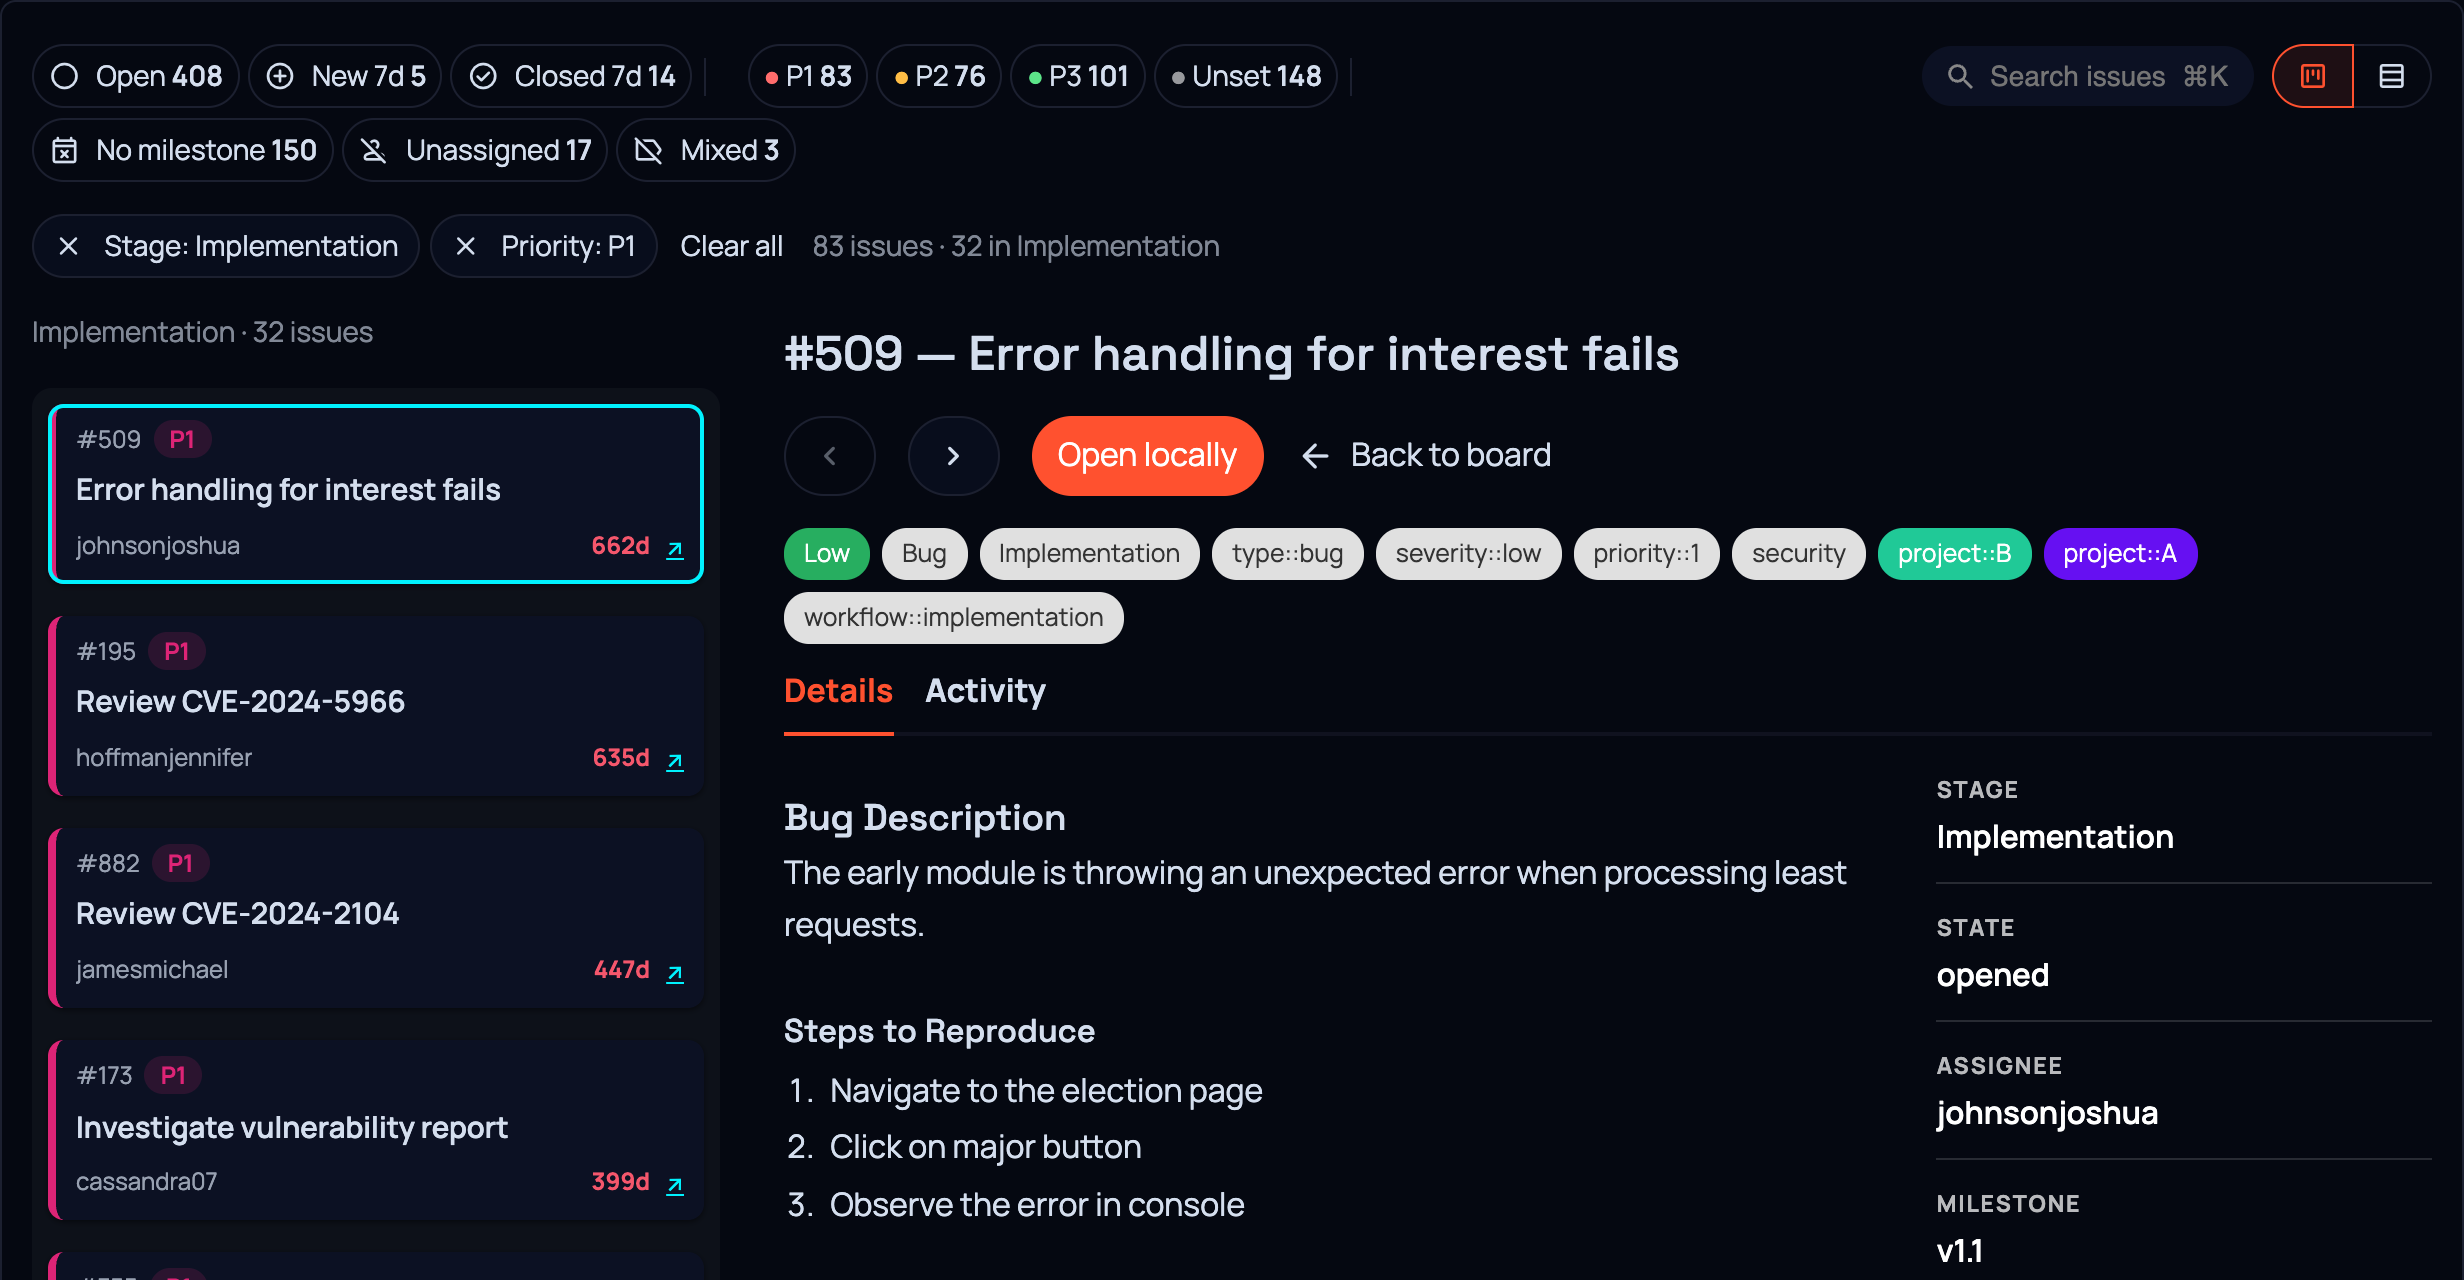 Open 408
New 7d 5
Closed 7d 14
P1 83
P2 76
P3 101
Unset 148
Search issues ⌘K
No milestone 150
Unassigned 17
Mixed 3
Stage: Implementation
Priority: P1
Clear all
83 issues · 32 in Implementation
Implementation · 32 issues
#509 P1
Error handling for interest fails
johnsonjoshua 662d
#195 P1
Review CVE-2024-5966
hoffmanjennifer 635d
#882 P1
Review CVE-2024-2104
jamesmichael 447d
#173 P1
Investigate vulnerability report
cassandra07 399d
P1
#509 — Error handling for interest fails
Open locally
Back to board
Low
Bug
Implementation
type::bug
severity::low
priority::1
security
project::B
project::A
workflow::implementation
Details
Activity
Bug Description
The early module is throwing an unexpected error when processing least
requests.
Steps to Reproduce
1. Navigate to the election page
2. Click on major button
3. Observe the error in console
STAGE
Implementation
STATE
opened
ASSIGNEE
johnsonjoshua
MILESTONE
v1.1